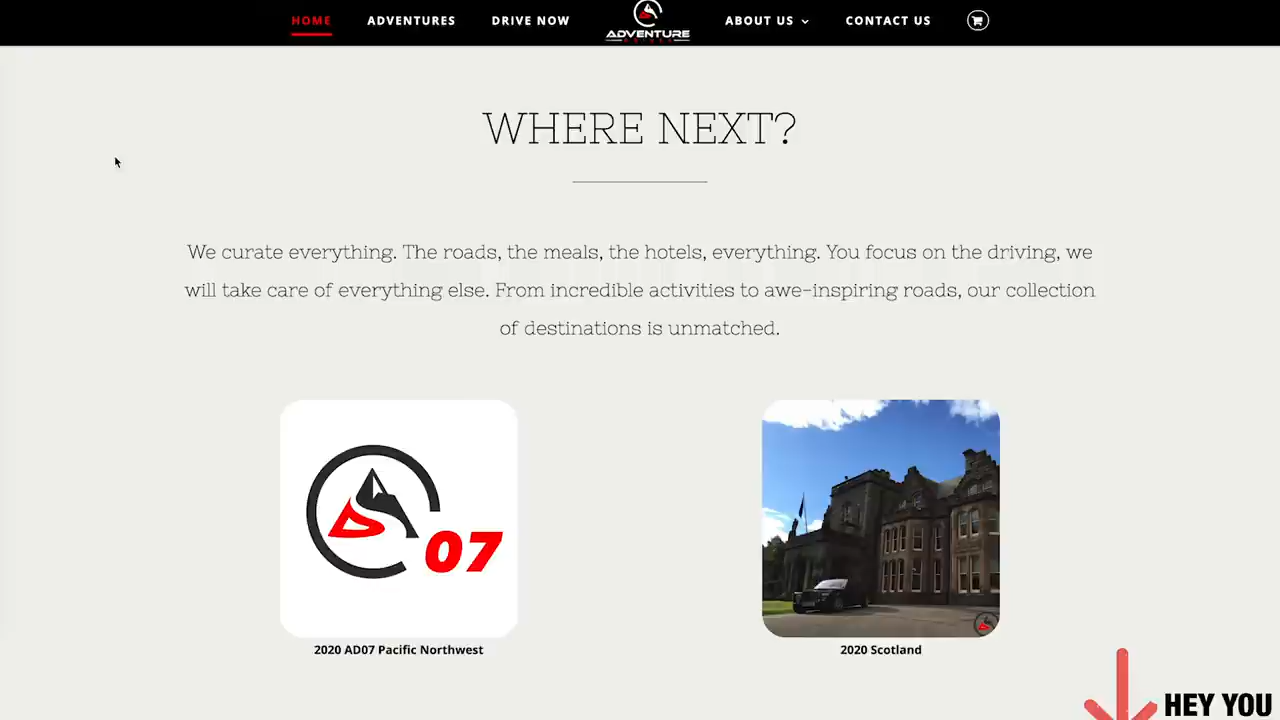 HOME
ADVENTURES
DRIVE NOW
ADVENTURE
ABOUT US
CONTACT US
WHERE NEXT?
We curate everything. The roads, the meals, the hotels, everything. You focus on the driving, we
will take care of everything else. From incredible activities to awe-inspiring roads, our collection
of destinations is unmatched.
07
2020 AD07 Pacific Northwest
2020 Scotland
HEY YOU